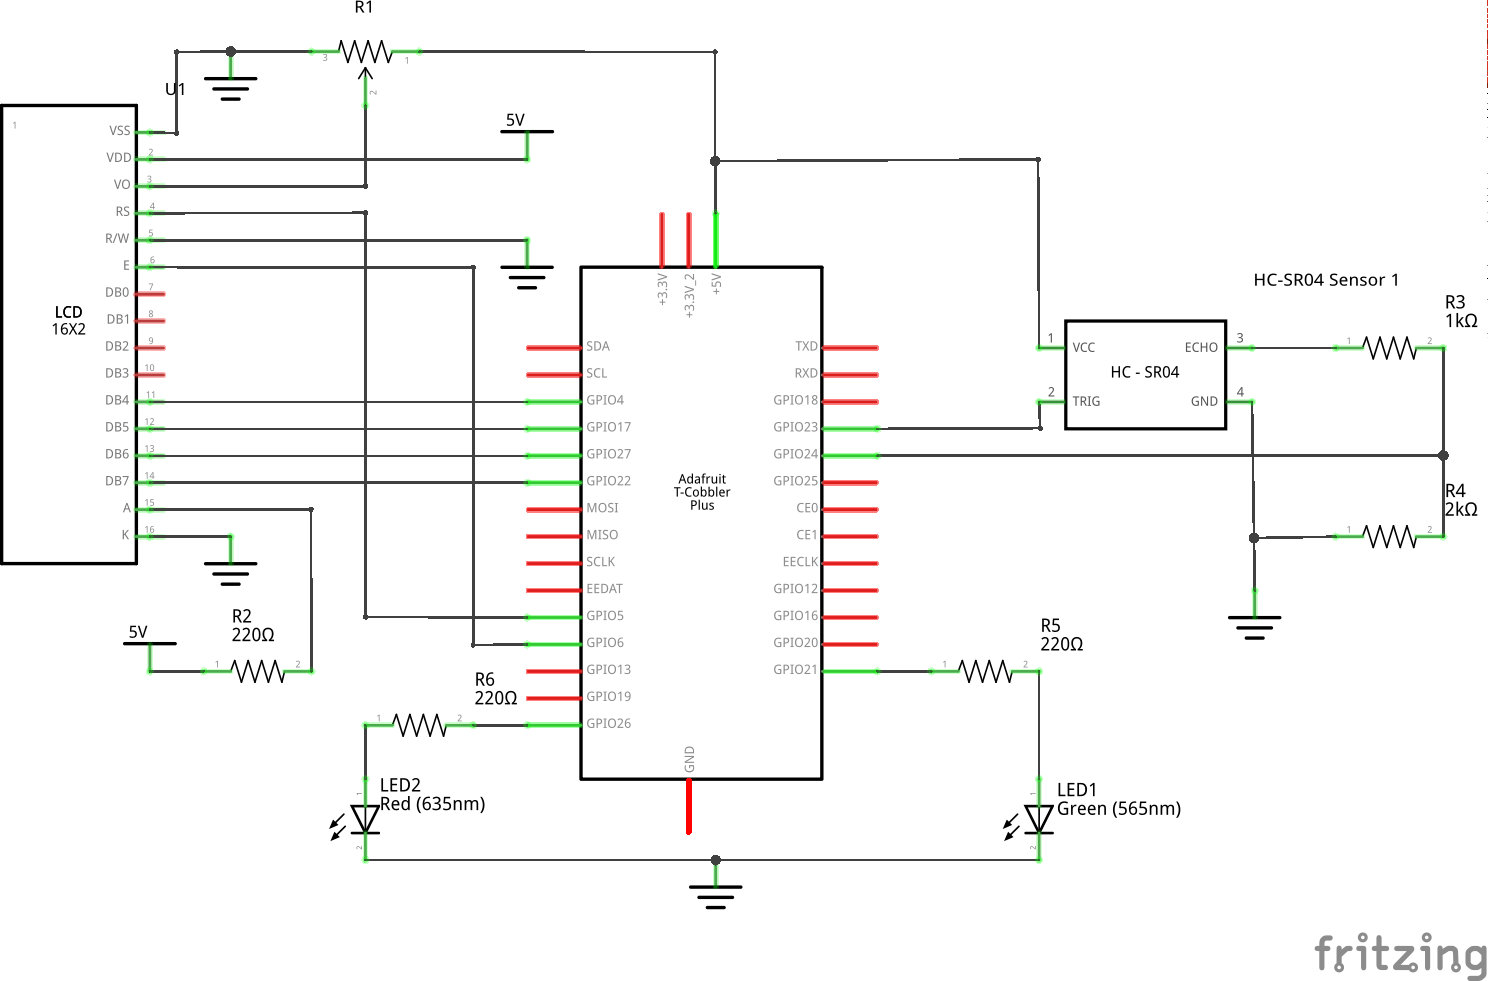 R1
3
1
2
U1
5V
1
LCD
16X2
VSS
VDD 2
VO 3
RS 4
R/W 5
E 6
DB0 7
DB1 8
DB2 9
DB3 10
DB4 11
DB5 12
DB6 13
DB7 14
A 15
K 16
+3.3V
+3.3V_2
+5V
SDA
SCL
GPIO4
GPIO17
GPIO27
GPIO22
MOSI
MISO
SCLK
EEDAT
GPIO5
GPIO6
GPIO13
GPIO19
GPIO26
Adafruit
T-Cobbler
Plus
TXD
RXD
GPIO18
GPIO23
GPIO24
GPIO25
CE0
CE1
EECLK
GPIO12
GPIO16
GPIO20
GPIO21
GND
HC-SR04 Sensor 1
1 VCC
2 TRIG
HC - SR04
ECHO 3
GND 4
R3
1kΩ
1 2
R4
2kΩ
1 2
R2
220Ω
5V
1 2
R6
220Ω
1 2
R5
220Ω
1 2
LED2
Red (635nm)
1
2
LED1
Green (565nm)
1
2
fritzing